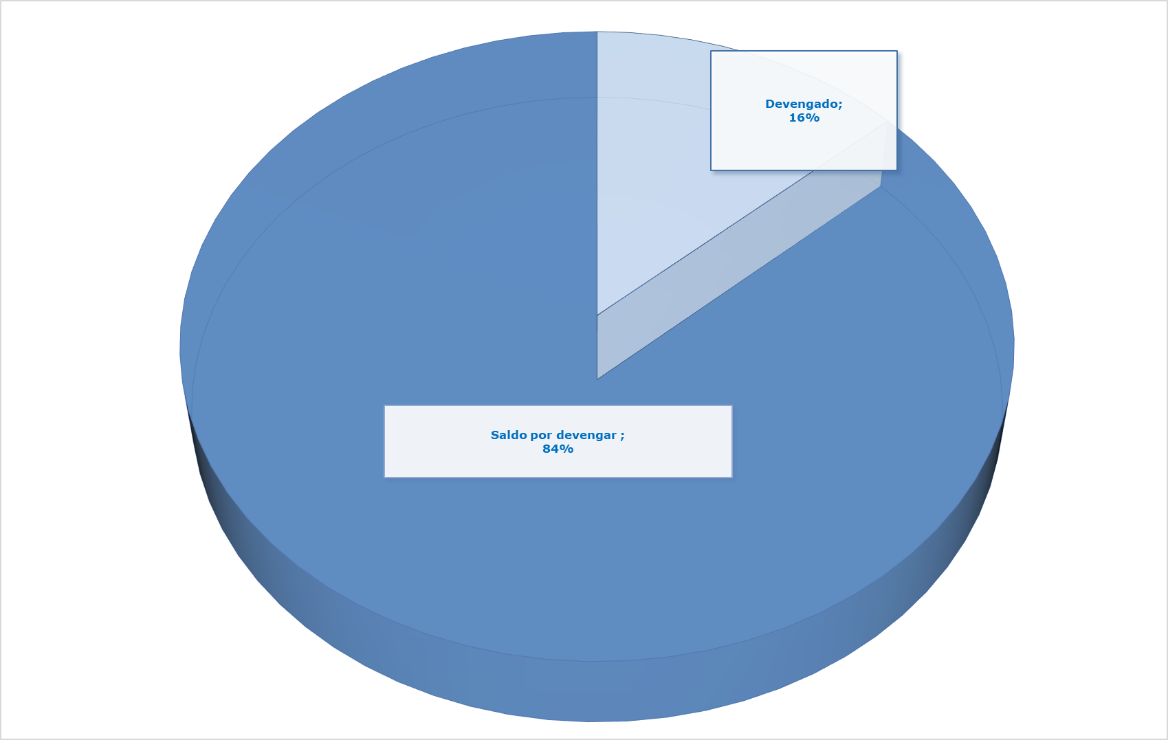 Devengado;
16%
Saldo por devengar ;
84%